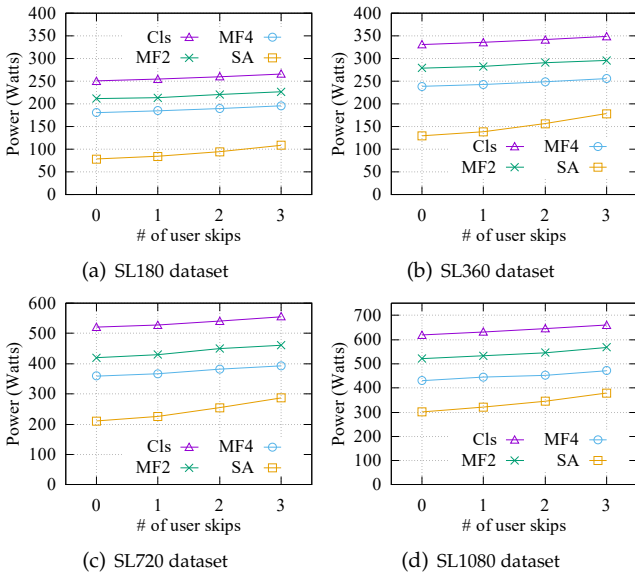 400
350
300
250
200
150
100
50
0
Power (Watts)
Cls MF4
MF2 SA
0 1 2 3
# of user skips
(a) SL180 dataset
400
350
300
250
200
150
100
50
0
Power (Watts)
Cls MF4
MF2 SA
0 1 2 3
# of user skips
(b) SL360 dataset
600
500
400
300
200
100
0
Power (Watts)
Cls MF4
MF2 SA
0 1 2 3
# of user skips
(c) SL720 dataset
700
600
500
400
300
200
100
0
Power (Watts)
Cls MF4
MF2 SA
0 1 2 3
# of user skips
(d) SL1080 dataset